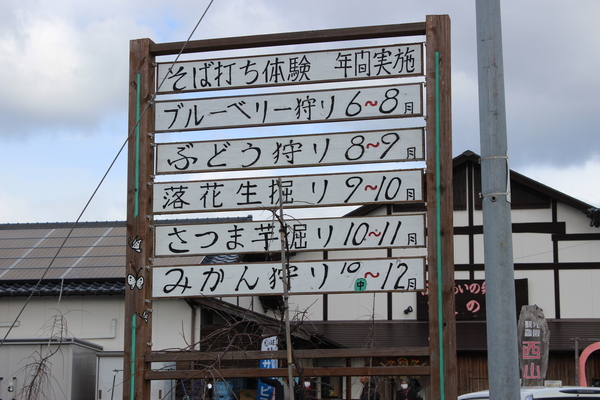 そば打ち体験 年間実施
ブルーベリー狩り 6~8月
ぶどう狩り 8~9月
落花生掘り 9~10月
さつま芋掘り 10~11月
みかん狩り 10中~12月
西山